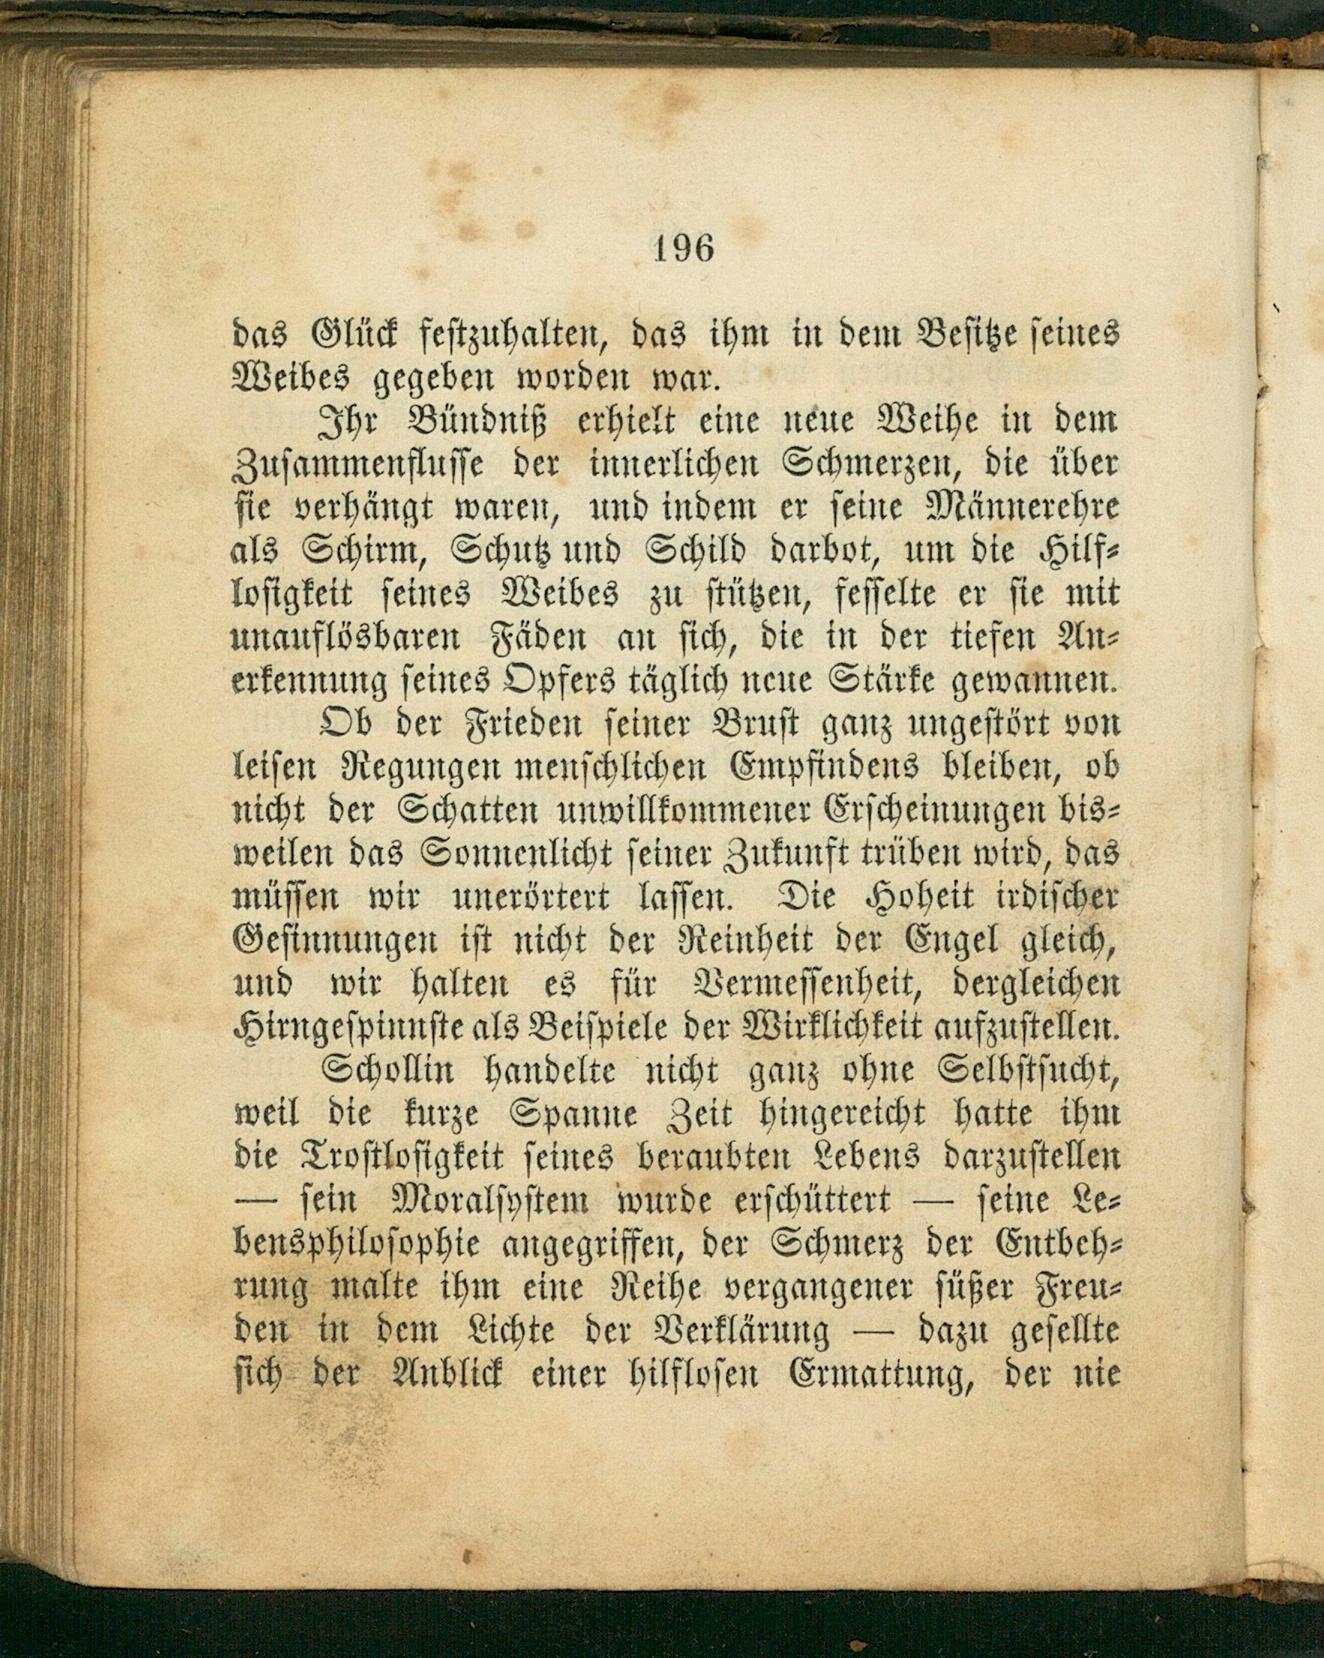 196
das Glück festzuhalten, das ihm in dem Besitze seines
Weibes gegeben worden war.
Ihr Bündniß erhielt eine neue Weihe in dem
Zusammenflusse der innerlichen Schmerzen, die über
sie verhängt waren, und indem er seine Männerehre
als Schirm, Schutz und Schild darbot, um die Hilf-
losigkeit seines Weibes zu stützen, fesselte er sie mit
unauflösbaren Fäden an sich, die in der tiefen An-
erkennung seines Opfers täglich neue Stärke gewannen.
Ob der Frieden seiner Brust ganz ungestört von
leisen Regungen menschlichen Empfindens bleiben, ob
nicht der Schatten unwillkommener Erscheinungen bis-
weilen das Sonnenlicht seiner Zukunft trüben wird, das
müssen wir unerörtert lassen. Die Hoheit irdischer
Gesinnungen ist nicht der Reinheit der Engel gleich,
und wir halten es für Vermessenheit, dergleichen
Hirngespinnste als Beispiele der Wirklichkeit aufzustellen.
Schollin handelte nicht ganz ohne Selbstsucht,
weil die kurze Spanne Zeit hingereicht hatte ihm
die Trostlosigkeit seines beraubten Lebens darzustellen
— sein Moralsystem wurde erschüttert — seine Le-
bensphilosophie angegriffen, der Schmerz der Entbeh-
rung malte ihm eine Reihe vergangener süßer Freu-
den in dem Lichte der Verklärung — dazu gesellte
sich der Anblick einer hilflosen Ermattung, der nie